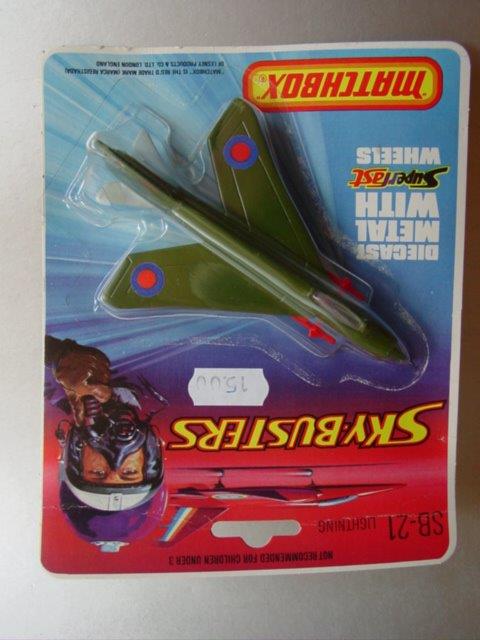 NOT RECOMMENDED FOR CHILDREN UNDER 3
SB-21 LIGHTNING
SKY-BUSTERS
15.00
DIECAST
METAL
WITH
Superfast
WHEELS
MATCHBOX
®
"MATCHBOX" IS THE REG'D TRADE MARK (MARCA REGISTRADA)
OF LESNEY PRODUCTS & CO. LTD. LONDON ENGLAND